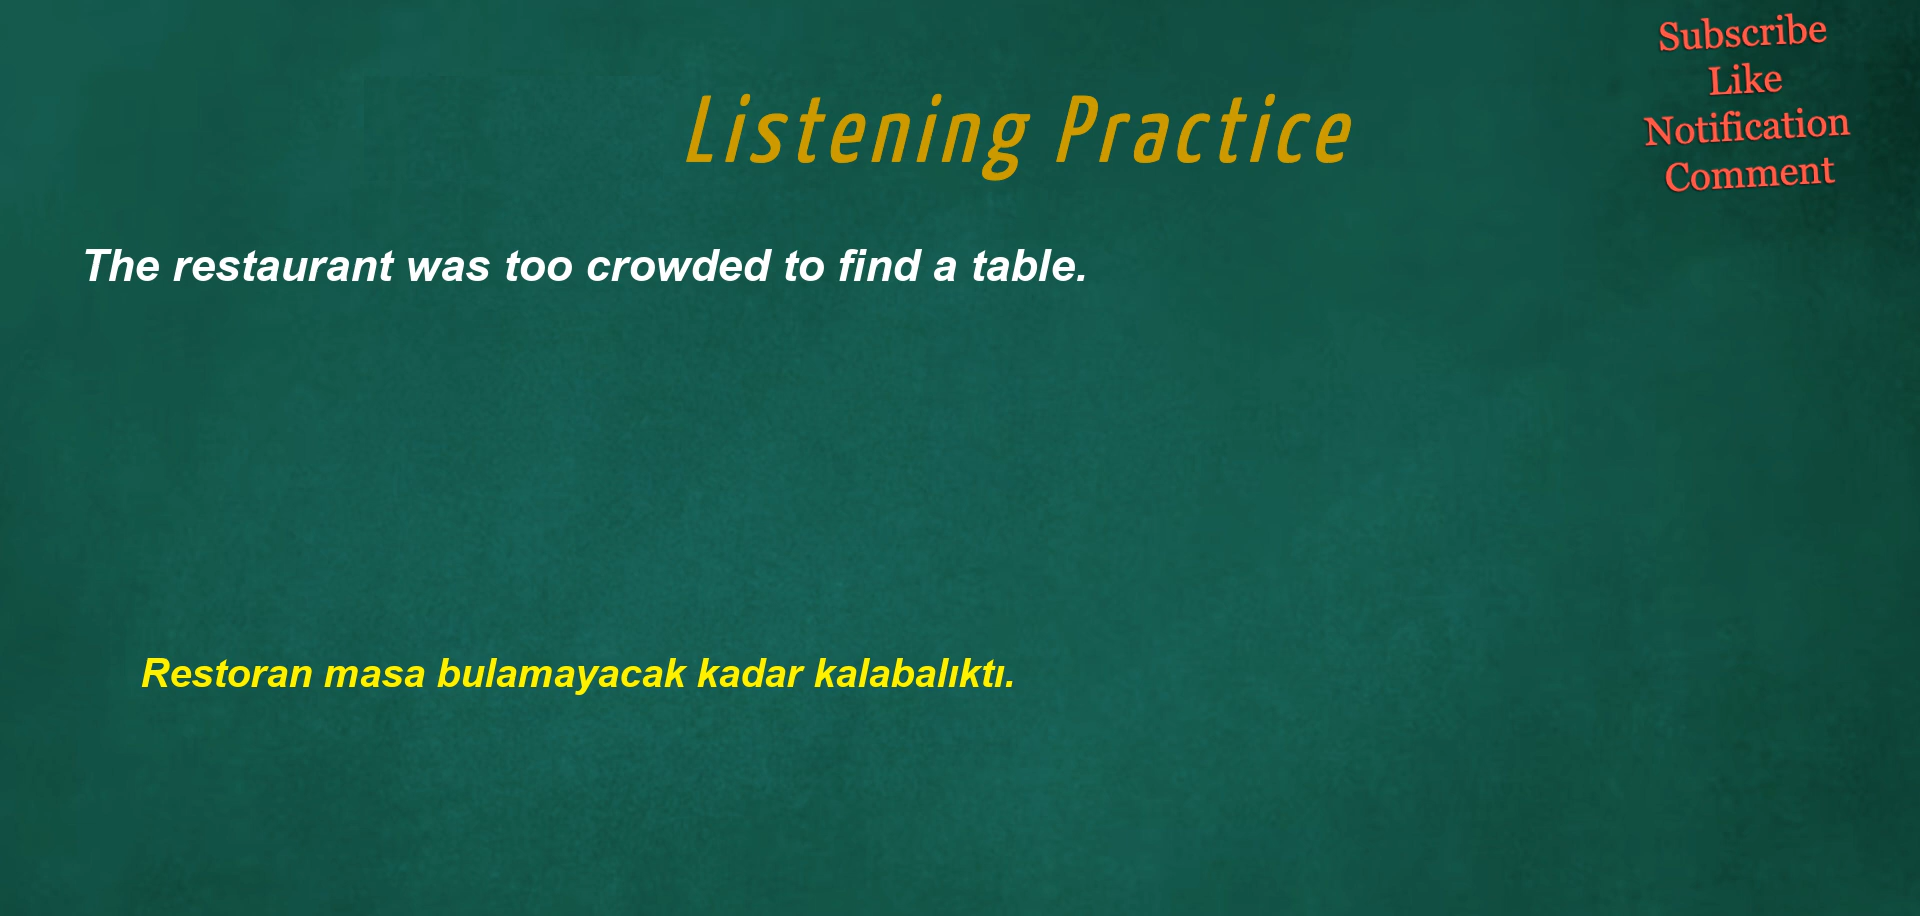 Subscribe
Like
Notification
Comment
Listening Practice
The restaurant was too crowded to find a table.
Restoran masa bulamayacak kadar kalabalıktı.